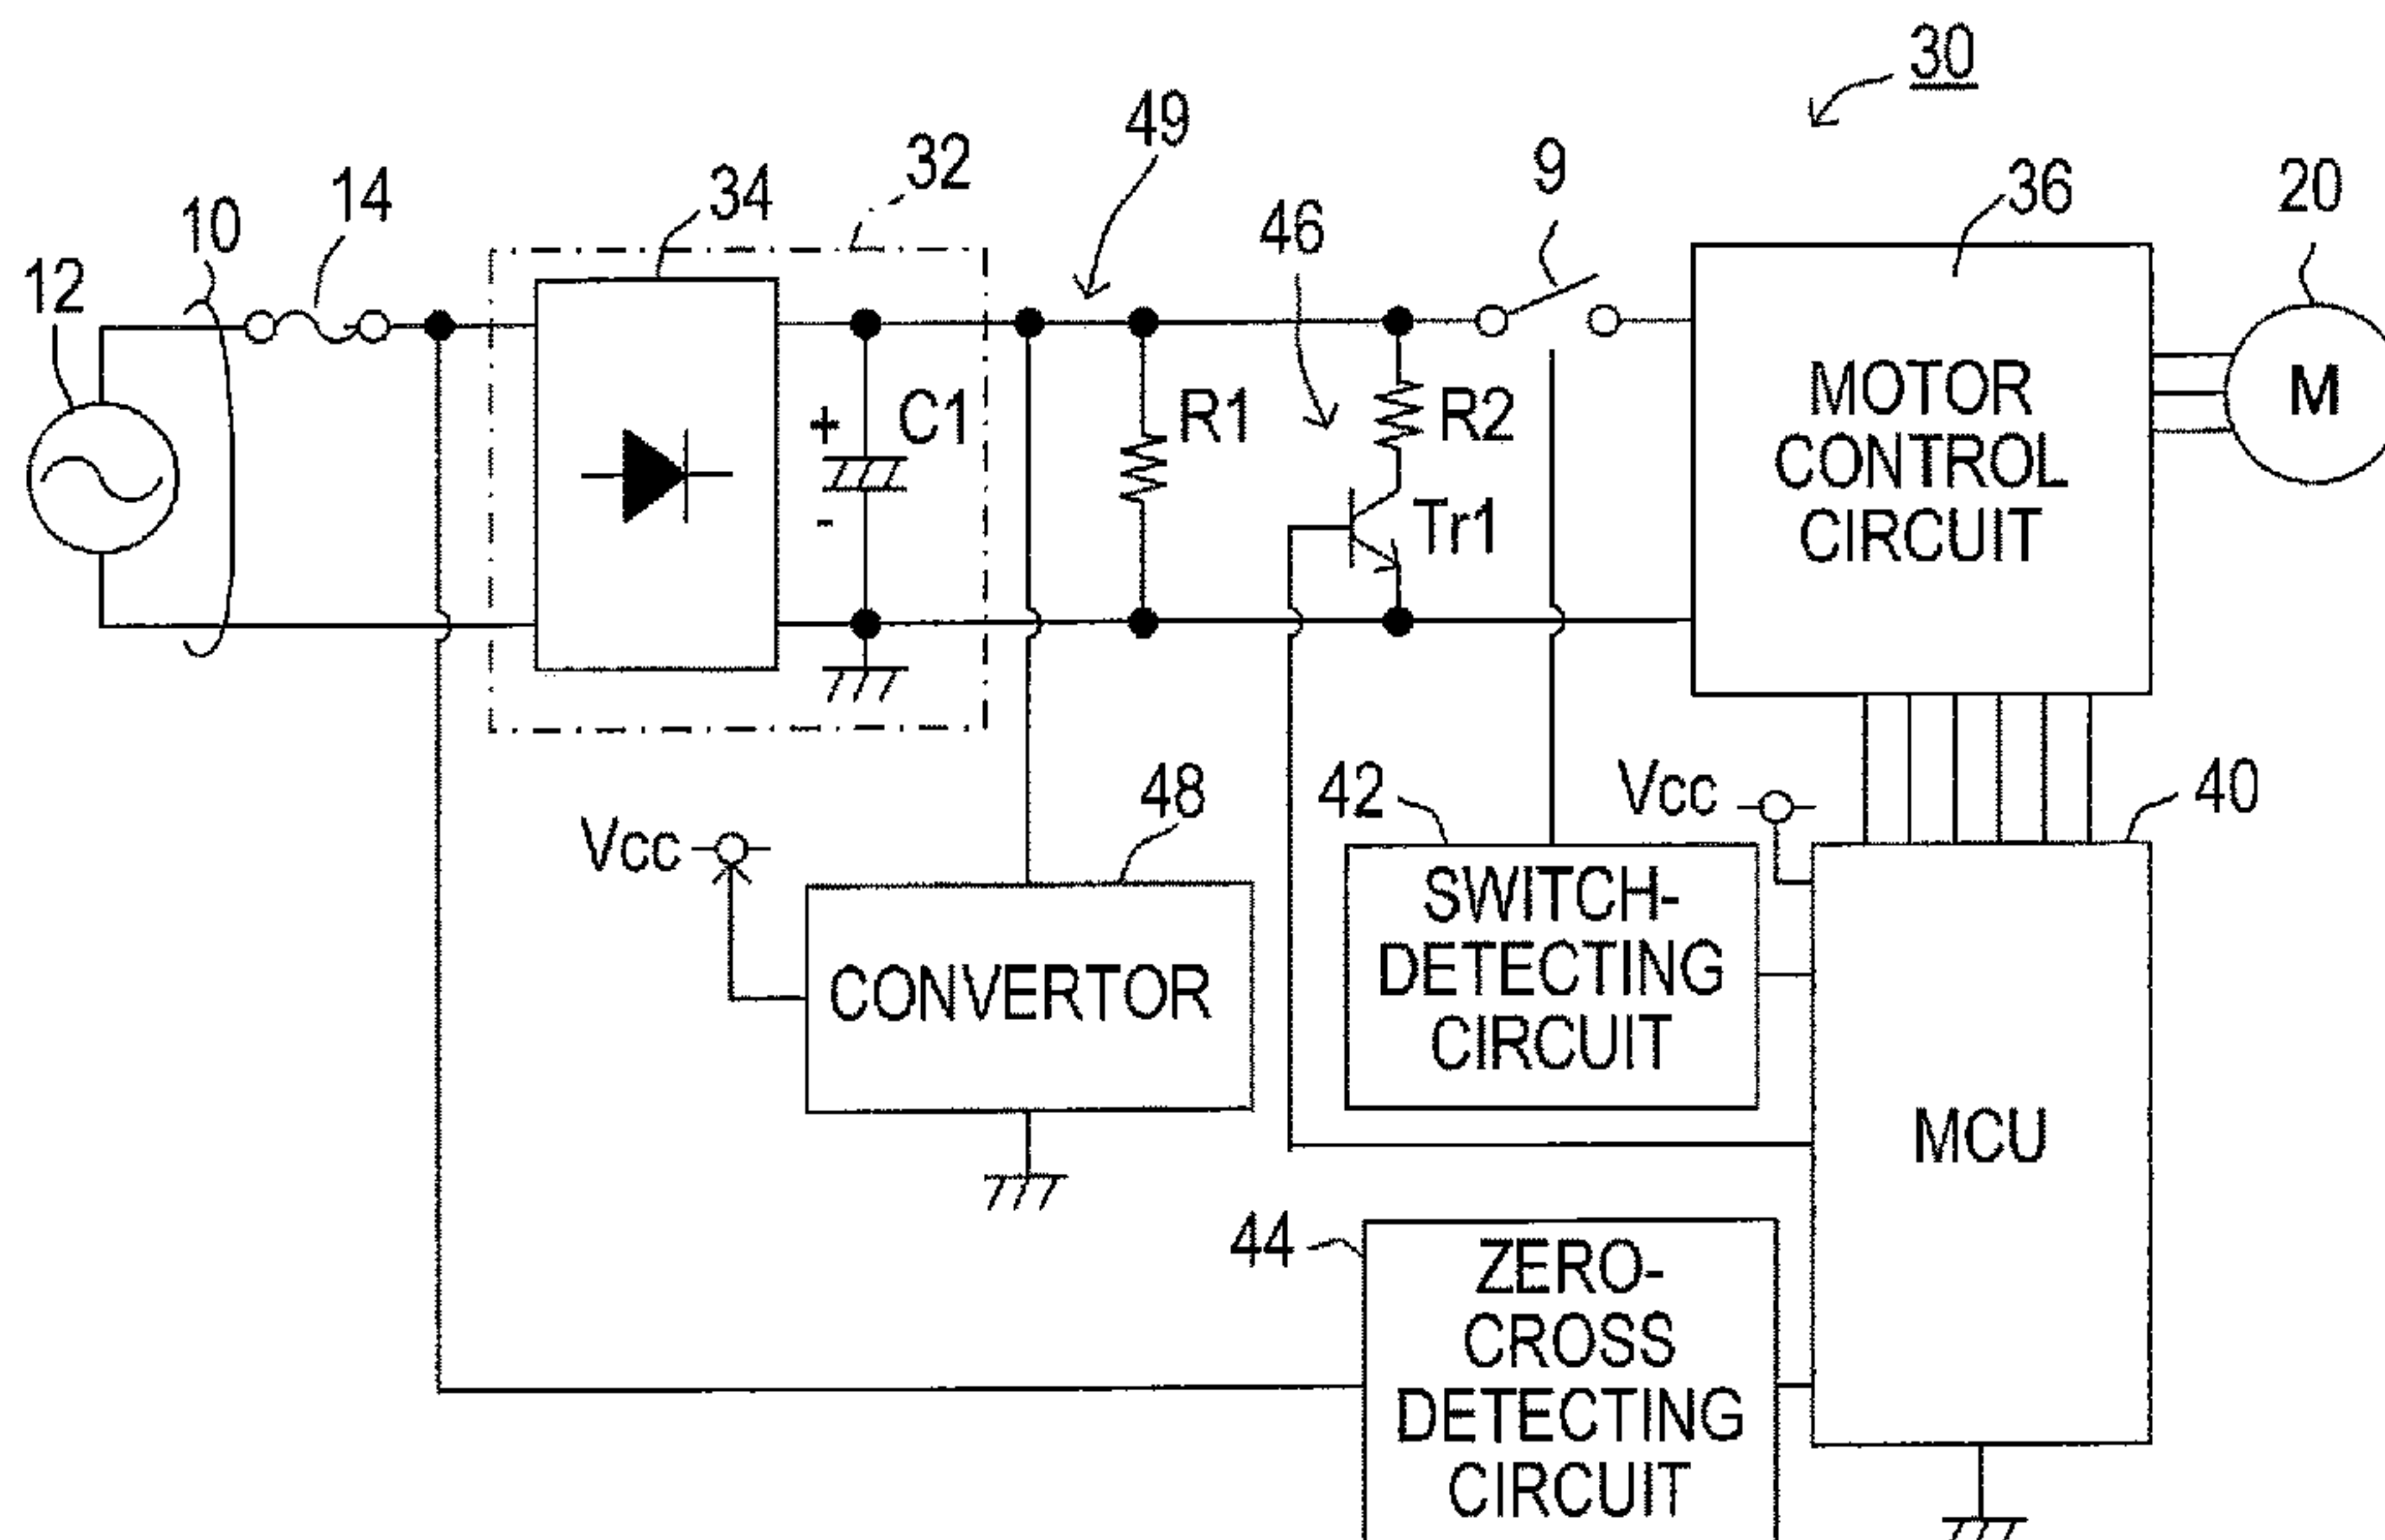 30
49
9
32
34
14
10
12
46
36
20
C1
+
-
R1
R2
Tr1
MOTOR
CONTROL
CIRCUIT
M
Vcc
48
CONVERTOR
42
SWITCH-
DETECTING
CIRCUIT
Vcc
40
MCU
44
ZERO-
CROSS
DETECTING
CIRCUIT